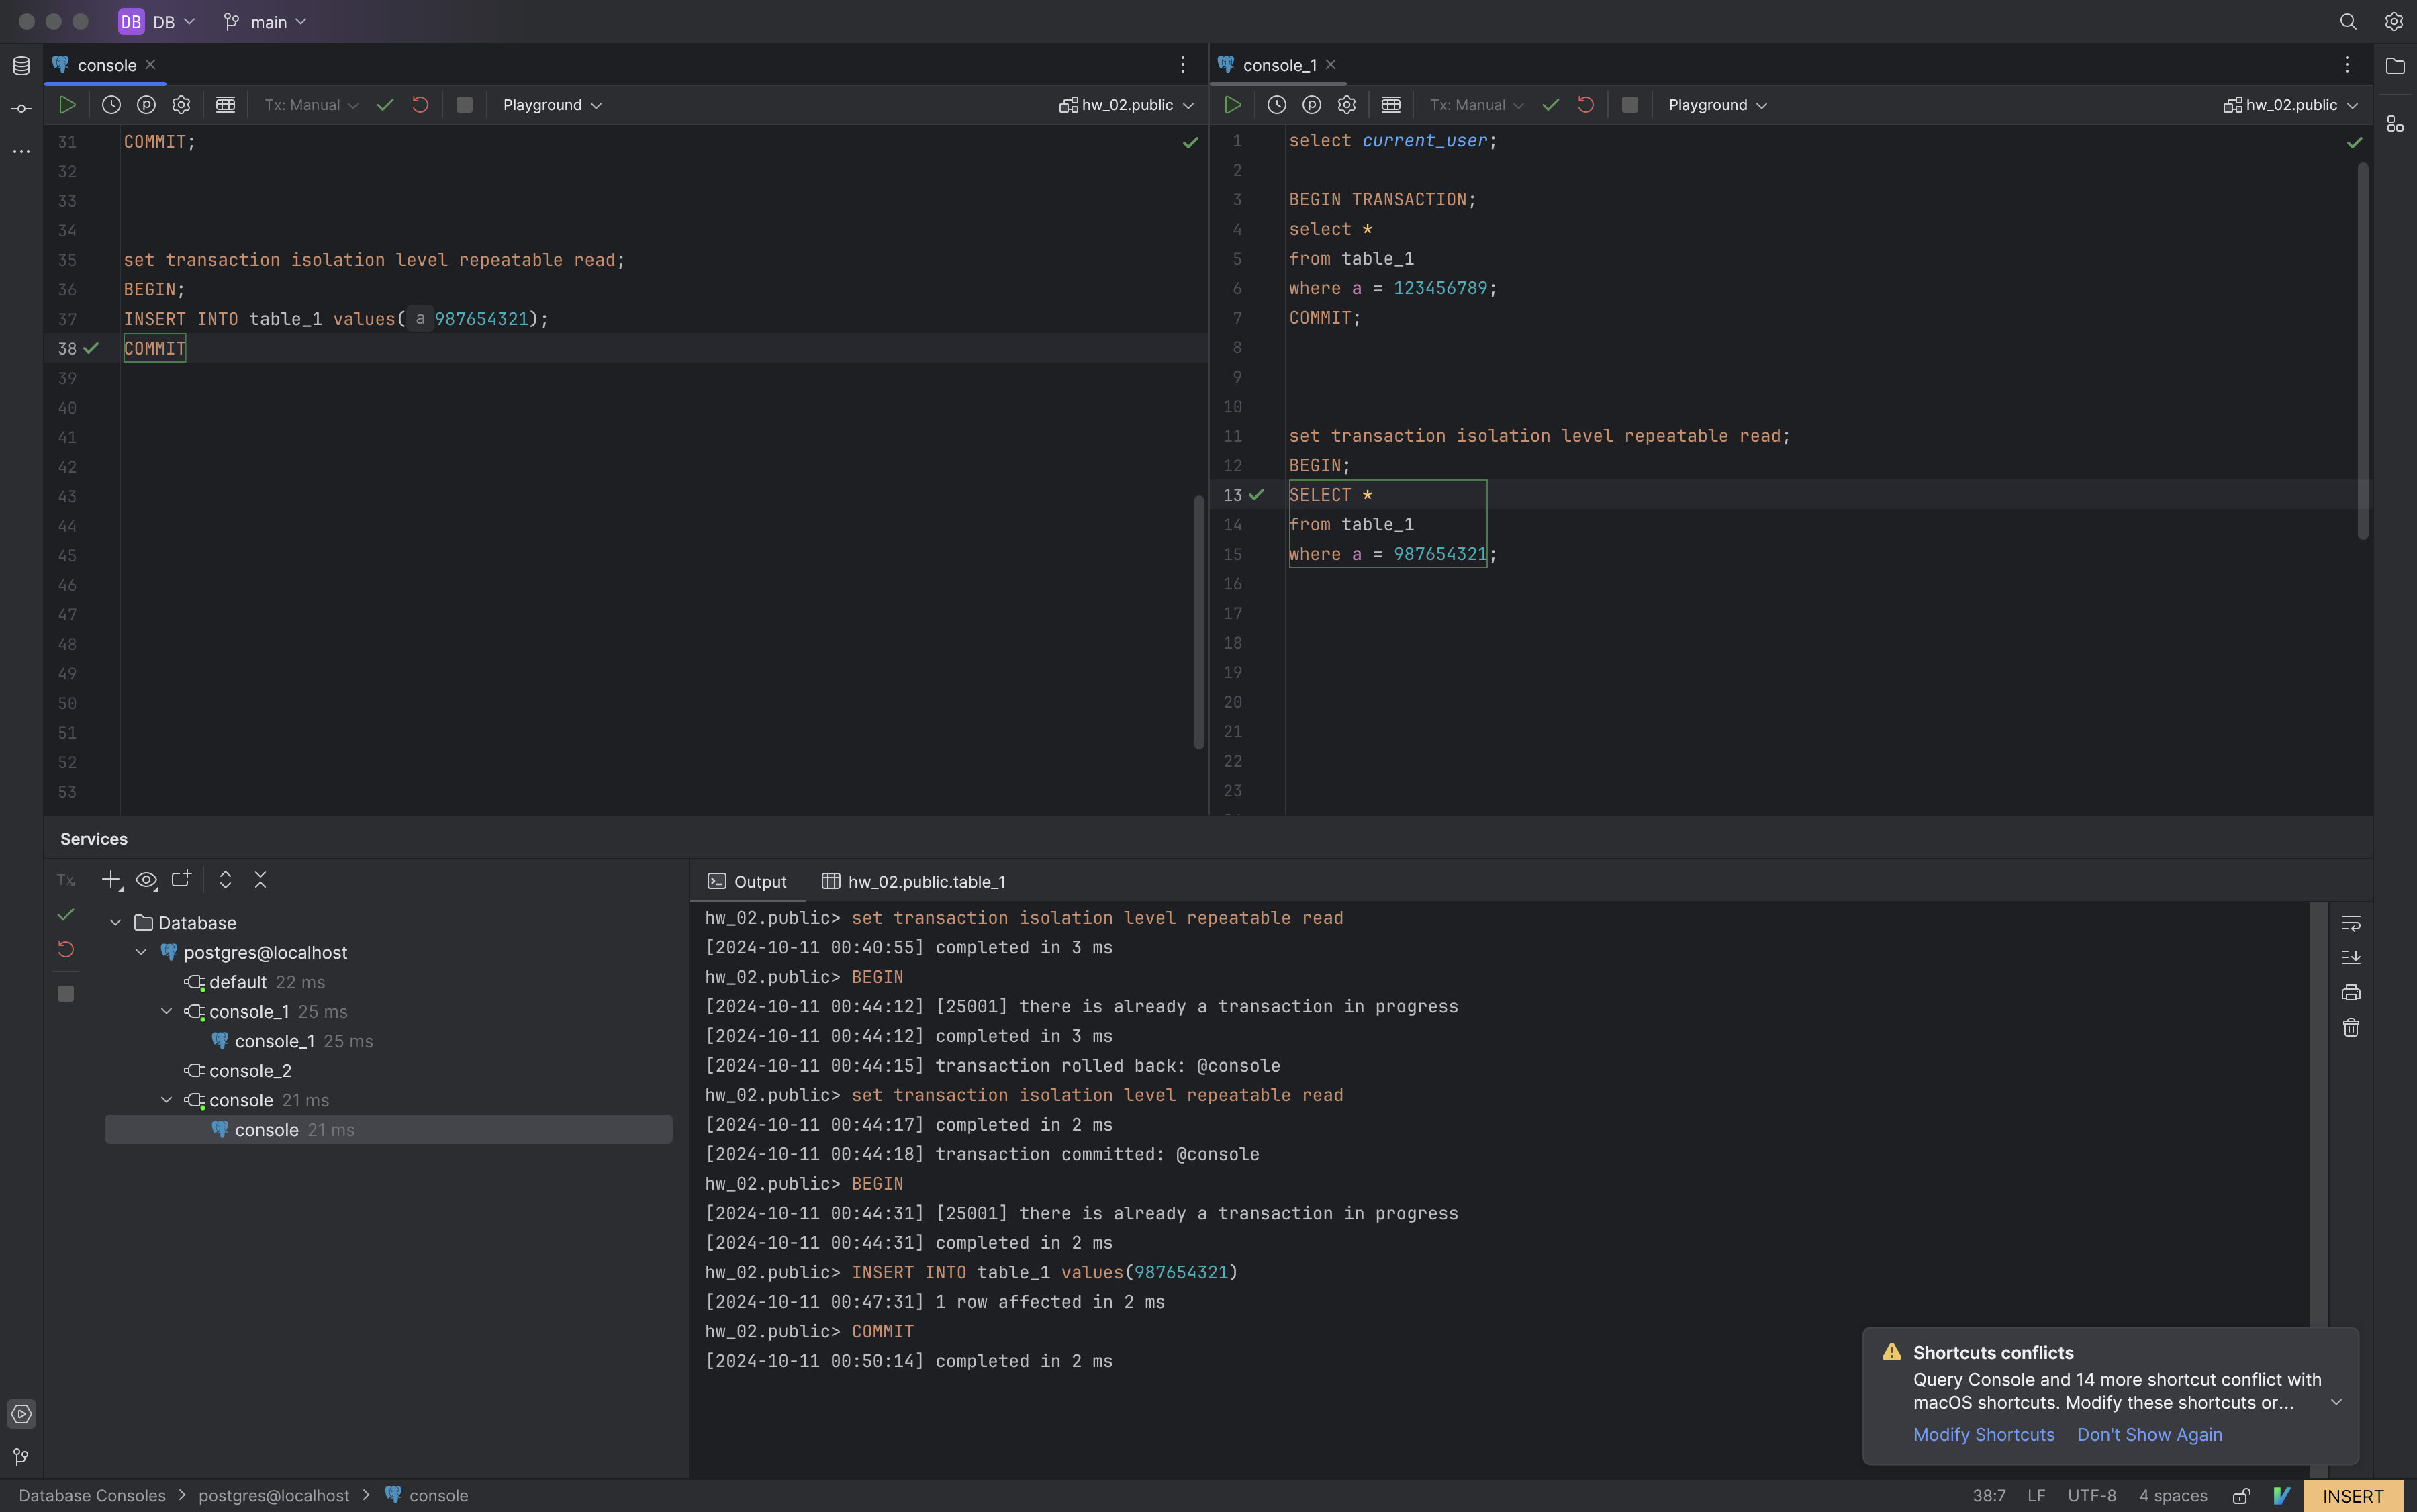 DB DB main
console
Tx: Manual Playground hw_02.public
31 COMMIT;
32
33
34
35 set transaction isolation level repeatable read;
36 BEGIN;
37 INSERT INTO table_1 values( a 987654321);
38 COMMIT
39
40
41
42
43
44
45
46
47
48
49
50
51
52
53
console_1
Tx: Manual Playground hw_02.public
1 select current_user;
2
3 BEGIN TRANSACTION;
4 select *
5 from table_1
6 where a = 123456789;
7 COMMIT;
8
9
10
11 set transaction isolation level repeatable read;
12 BEGIN;
13 SELECT *
14 from table_1
15 where a = 987654321;
16
17
18
19
20
21
22
23
Services
Tx
Database
postgres@localhost
default 22 ms
console_1 25 ms
console_1 25 ms
console_2
console 21 ms
console 21 ms
Output hw_02.public.table_1
hw_02.public> set transaction isolation level repeatable read
[2024-10-11 00:40:55] completed in 3 ms
hw_02.public> BEGIN
[2024-10-11 00:44:12] [25001] there is already a transaction in progress
[2024-10-11 00:44:12] completed in 3 ms
[2024-10-11 00:44:15] transaction rolled back: @console
hw_02.public> set transaction isolation level repeatable read
[2024-10-11 00:44:17] completed in 2 ms
[2024-10-11 00:44:18] transaction committed: @console
hw_02.public> BEGIN
[2024-10-11 00:44:31] [25001] there is already a transaction in progress
[2024-10-11 00:44:31] completed in 2 ms
hw_02.public> INSERT INTO table_1 values(987654321)
[2024-10-11 00:47:31] 1 row affected in 2 ms
hw_02.public> COMMIT
[2024-10-11 00:50:14] completed in 2 ms
Shortcuts conflicts
Query Console and 14 more shortcut conflict with
macOS shortcuts. Modify these shortcuts or...
Modify Shortcuts Don't Show Again
Database Consoles > postgres@localhost > console
38:7 LF UTF-8 4 spaces INSERT